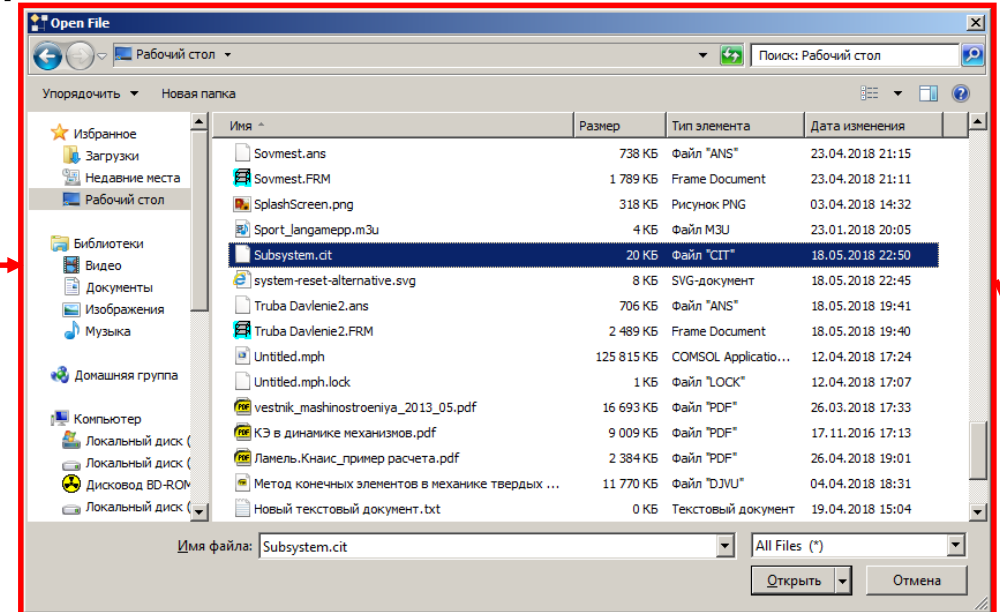 Open File
Рабочий стол
Поиск: Рабочий стол
Упорядочить Новая папка
Имя Размер Тип элемента Дата изменения
Избранное
Загрузки
Недавние места
Рабочий стол
Библиотеки
Видео
Документы
Изображения
Музыка
Домашняя группа
Компьютер
Локальный диск (
Локальный диск (
Дисковод BD-ROM
Локальный диск (
Sovmest.ans 738 КБ Файл "ANS" 23.04.2018 21:15
Sovmest.FRM 1 789 КБ Frame Document 23.04.2018 21:11
SplashScreen.png 318 КБ Рисунок PNG 03.04.2018 14:32
Sport_langamepp.m3u 4 КБ Файл M3U 23.01.2018 20:05
Subsystem.cit 20 КБ Файл "CIT" 18.05.2018 22:50
system-reset-alternative.svg 8 КБ SVG-документ 18.05.2018 22:45
Truba Davlenie2.ans 706 КБ Файл "ANS" 18.05.2018 19:41
Truba Davlenie2.FRM 2 489 КБ Frame Document 18.05.2018 19:40
Untitled.mph 125 815 КБ COMSOL Applicatio... 12.04.2018 17:24
Untitled.mph.lock 1 КБ Файл "LOCK" 12.04.2018 17:07
vestnik_mashinostroeniya_2013_05.pdf 16 693 КБ Файл "PDF" 26.03.2018 17:33
КЭ в динамике механизмов.pdf 9 009 КБ Файл "PDF" 17.11.2016 17:13
Ламель.Кнаис_пример расчета.pdf 2 384 КБ Файл "PDF" 26.04.2018 19:01
Метод конечных элементов в механике твердых ... 11 770 КБ Файл "DJVU" 04.04.2018 18:31
Новый текстовый документ.txt 0 КБ Текстовый документ 19.04.2018 15:04
Имя файла: Subsystem.cit All Files (*)
Открыть Отмена